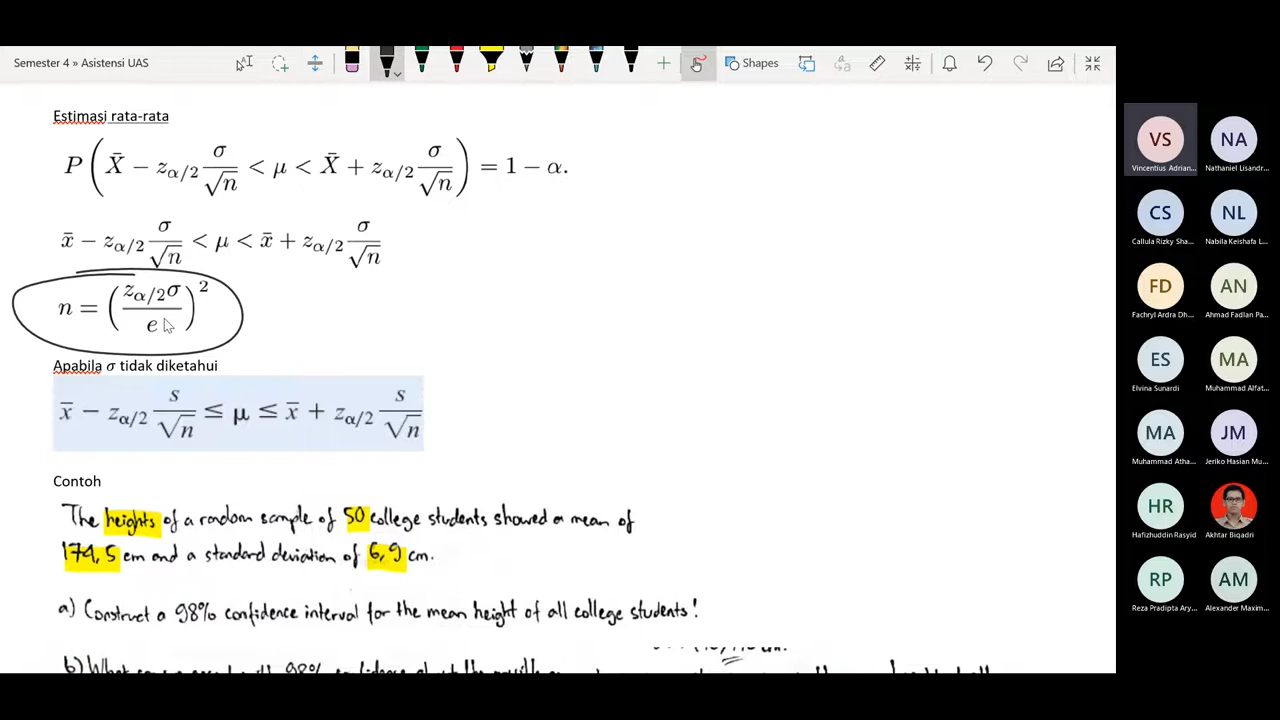 Semester 4 » Asistensi UAS
Shapes
Estimasi rata-rata
P(X̄ − z_{α/2} σ/√n < μ < X̄ + z_{α/2} σ/√n) = 1 − α.
x̄ − z_{α/2} σ/√n < μ < x̄ + z_{α/2} σ/√n
n = (z_{α/2}σ/e)²
Apabila σ tidak diketahui
x̄ − z_{α/2} s/√n ≤ μ ≤ x̄ + z_{α/2} s/√n
Contoh
The heights of a random sample of 50 college students showed a mean of
174,5 cm and a standard deviation of 6,9 cm.
a) Construct a 98% confidence interval for the mean height of all college students!
VS
Vincentius Adrian...
NA
Nathaniel Lisandr...
CS
Callula Rizky Sha...
NL
Nabila Keishafa L...
FD
Fachryl Ardra Dh...
AN
Ahmad Fadlan Pa...
ES
Elvina Sunardi
MA
Muhammad Alfat...
MA
Muhammad Atha...
JM
Jeriko Hasian Mu...
HR
Hafizhuddin Rasyid
Akhtar Biqadri
RP
Reza Pradipta Ary...
AM
Alexander Maxim...